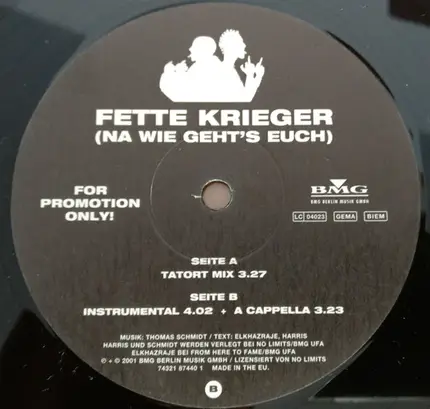 FETTE KRIEGER
(NA WIE GEHT'S EUCH)
FOR
PROMOTION
ONLY!
BMG
BMG BERLIN MUSIK GMBH
LC 04023 GEMA BIEM
SEITE A
TATORT MIX 3.27
SEITE B
INSTRUMENTAL 4.02 + A CAPPELLA 3.23
MUSIK: THOMAS SCHMIDT / TEXT: ELKHAZRAJE, HARRIS
HARRIS UND SCHMIDT WERDEN VERLEGT BEI NO LIMITS/BMG UFA
ELKHAZRAJE BEI FROM HERE TO FAME/BMG UFA
℗ + © 2001 BMG BERLIN MUSIK GMBH / LIZENSIERT VON NO LIMITS
74321 87440 1 MADE IN THE EU.
B